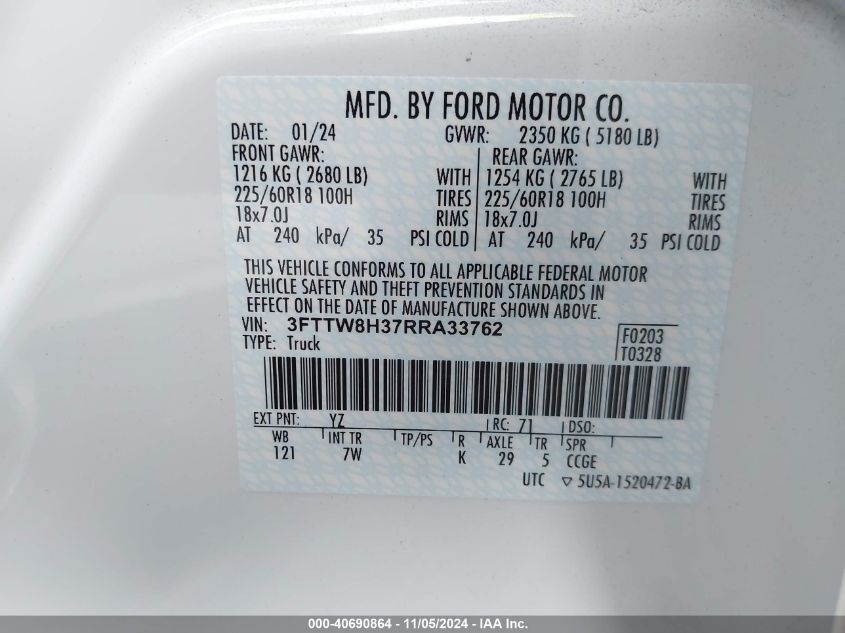 MFD. BY FORD MOTOR CO.
DATE: 01/24 GVWR: 2350 KG ( 5180 LB)
FRONT GAWR: REAR GAWR:
1216 KG ( 2680 LB) WITH 1254 KG ( 2765 LB) WITH
225/60R18 100H TIRES 225/60R18 100H TIRES
18x7.0J RIMS 18x7.0J RIMS
AT 240 kPa/ 35 PSI COLD AT 240 kPa/ 35 PSI COLD
THIS VEHICLE CONFORMS TO ALL APPLICABLE FEDERAL MOTOR
VEHICLE SAFETY AND THEFT PREVENTION STANDARDS IN
EFFECT ON THE DATE OF MANUFACTURE SHOWN ABOVE.
VIN: 3FTTW8H37RRA33762 F0203
TYPE: Truck T0328
EXT PNT: YZ RC: 71 DSO:
WB INT TR TP/PS R AXLE TR SPR
121 7W K 29 5 CCGE
UTC ▽ 5U5A-1520472-BA
000-40690864 - 11/05/2024 - IAA Inc.